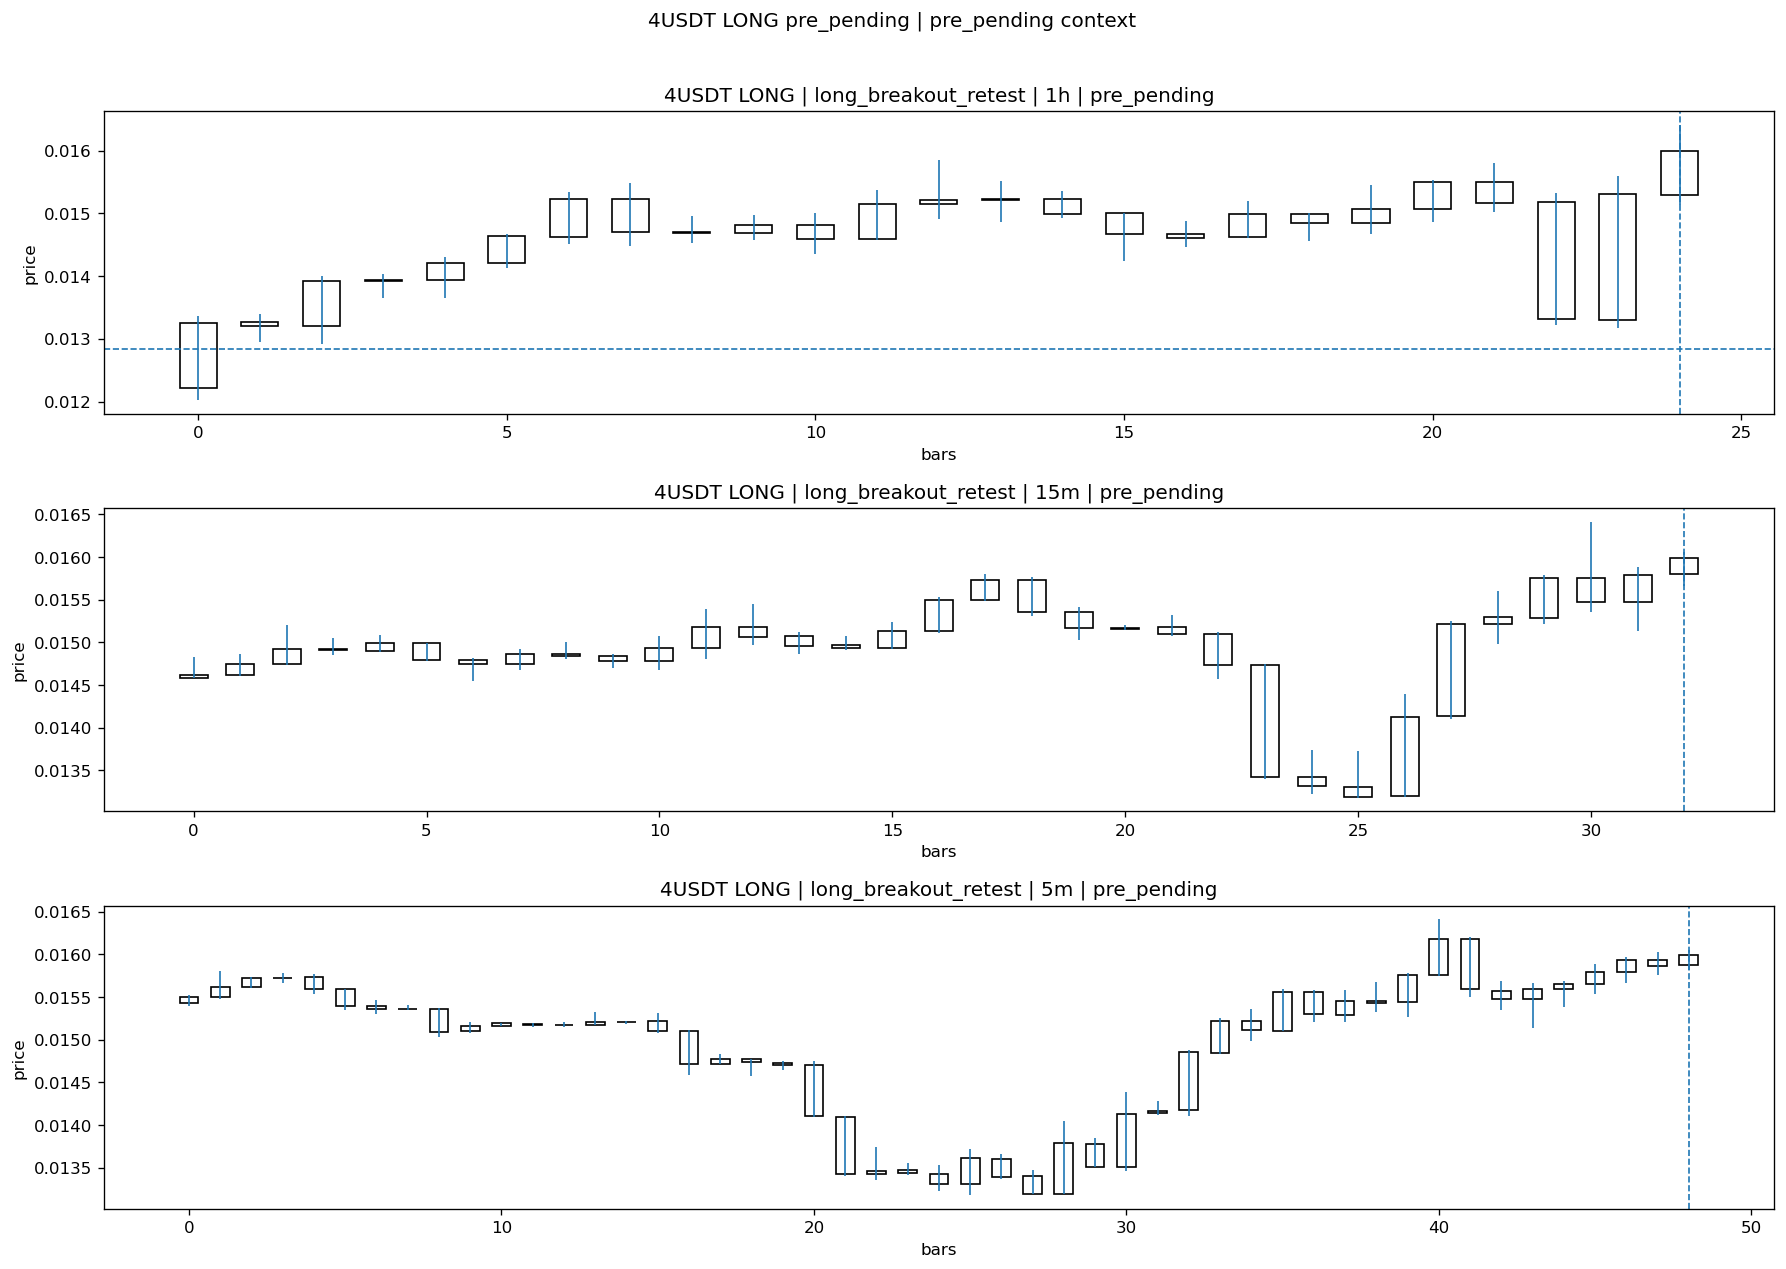 4USDT LONG pre_pending | pre_pending context
4USDT LONG | long_breakout_retest | 1h | pre_pending
price
0.016
0.015
0.014
0.013
0.012
0 5 10 15 20 25
bars
4USDT LONG | long_breakout_retest | 15m | pre_pending
price
0.0165
0.0160
0.0155
0.0150
0.0145
0.0140
0.0135
0 5 10 15 20 25 30
bars
4USDT LONG | long_breakout_retest | 5m | pre_pending
price
0.0165
0.0160
0.0155
0.0150
0.0145
0.0140
0.0135
0 10 20 30 40 50
bars